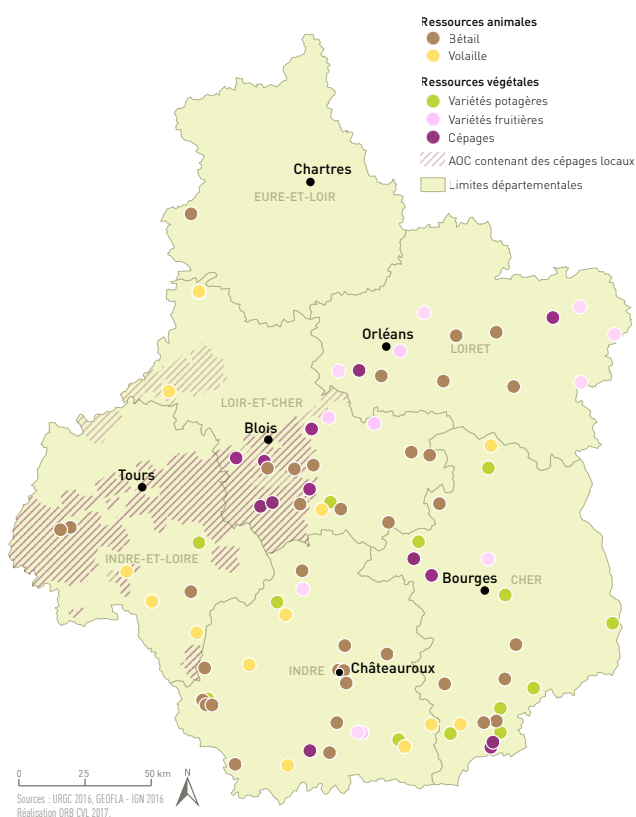 Ressources animales
Bétail
Volaille
Ressources végétales
Variétés potagères
Variétés fruitières
Cépages
AOC contenant des cépages locaux
Limites départementales
Chartres
EURE-ET-LOIR
Orléans
LOIRET
LOIR-ET-CHER
Blois
Tours
INDRE-ET-LOIRE
Bourges
CHER
INDRE
Châteauroux
0 25 50 km
N
Sources : URGC 2016, GEOFLA - IGN 2016
Réalisation ORB CVL 2017.